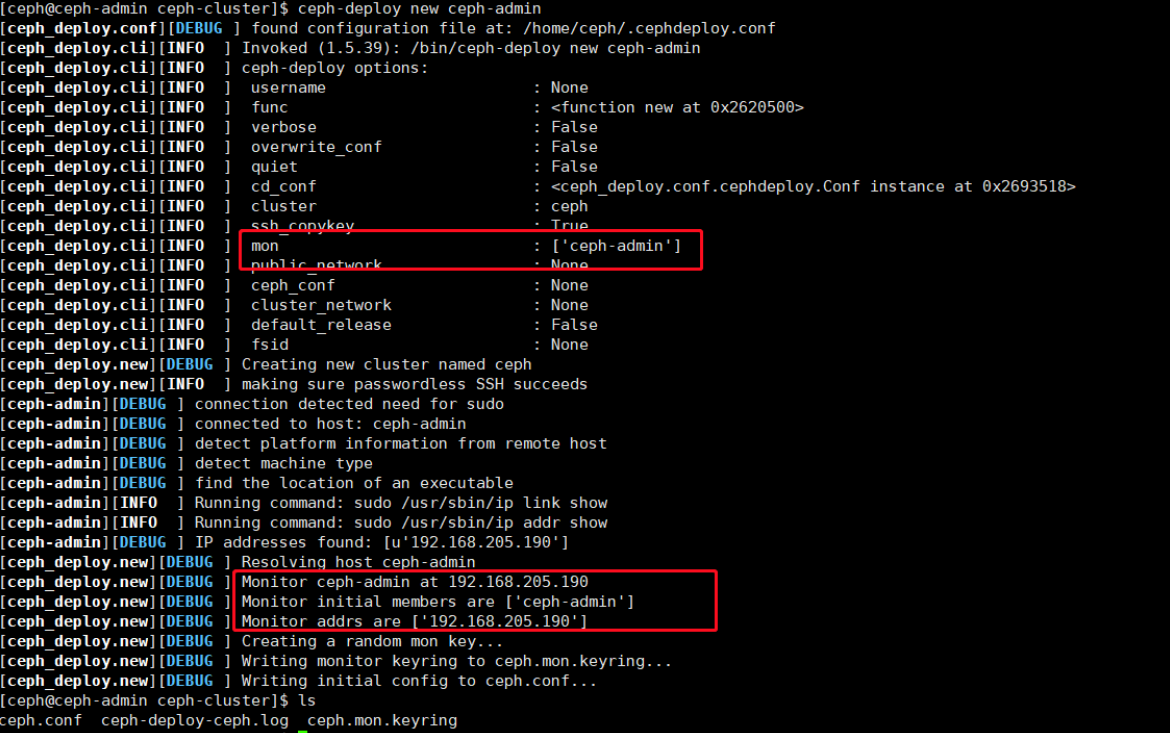 [ceph@ceph-admin ceph-cluster]$ ceph-deploy new ceph-admin
[ceph_deploy.conf][DEBUG ] found configuration file at: /home/ceph/.cephdeploy.conf
[ceph_deploy.cli][INFO  ] Invoked (1.5.39): /bin/ceph-deploy new ceph-admin
[ceph_deploy.cli][INFO  ] ceph-deploy options:
[ceph_deploy.cli][INFO  ]  username                      : None
[ceph_deploy.cli][INFO  ]  func                          : <function new at 0x2620500>
[ceph_deploy.cli][INFO  ]  verbose                       : False
[ceph_deploy.cli][INFO  ]  overwrite_conf                : False
[ceph_deploy.cli][INFO  ]  quiet                         : False
[ceph_deploy.cli][INFO  ]  cd_conf                       : <ceph_deploy.conf.cephdeploy.Conf instance at 0x2693518>
[ceph_deploy.cli][INFO  ]  cluster                       : ceph
[ceph_deploy.cli][INFO  ]  ssh_copykey                   : True
[ceph_deploy.cli][INFO  ]  mon                           : ['ceph-admin']
[ceph_deploy.cli][INFO  ]  public_network                : None
[ceph_deploy.cli][INFO  ]  ceph_conf                     : None
[ceph_deploy.cli][INFO  ]  cluster_network               : None
[ceph_deploy.cli][INFO  ]  default_release               : False
[ceph_deploy.cli][INFO  ]  fsid                          : None
[ceph_deploy.new][DEBUG ] Creating new cluster named ceph
[ceph_deploy.new][INFO  ] making sure passwordless SSH succeeds
[ceph-admin][DEBUG ] connection detected need for sudo
[ceph-admin][DEBUG ] connected to host: ceph-admin
[ceph-admin][DEBUG ] detect platform information from remote host
[ceph-admin][DEBUG ] detect machine type
[ceph-admin][DEBUG ] find the location of an executable
[ceph-admin][INFO  ] Running command: sudo /usr/sbin/ip link show
[ceph-admin][INFO  ] Running command: sudo /usr/sbin/ip addr show
[ceph-admin][DEBUG ] IP addresses found: [u'192.168.205.190']
[ceph_deploy.new][DEBUG ] Resolving host ceph-admin
[ceph_deploy.new][DEBUG ] Monitor ceph-admin at 192.168.205.190
[ceph_deploy.new][DEBUG ] Monitor initial members are ['ceph-admin']
[ceph_deploy.new][DEBUG ] Monitor addrs are ['192.168.205.190']
[ceph_deploy.new][DEBUG ] Creating a random mon key...
[ceph_deploy.new][DEBUG ] Writing monitor keyring to ceph.mon.keyring...
[ceph_deploy.new][DEBUG ] Writing initial config to ceph.conf...
[ceph@ceph-admin ceph-cluster]$ ls
ceph.conf  ceph-deploy-ceph.log  ceph.mon.keyring